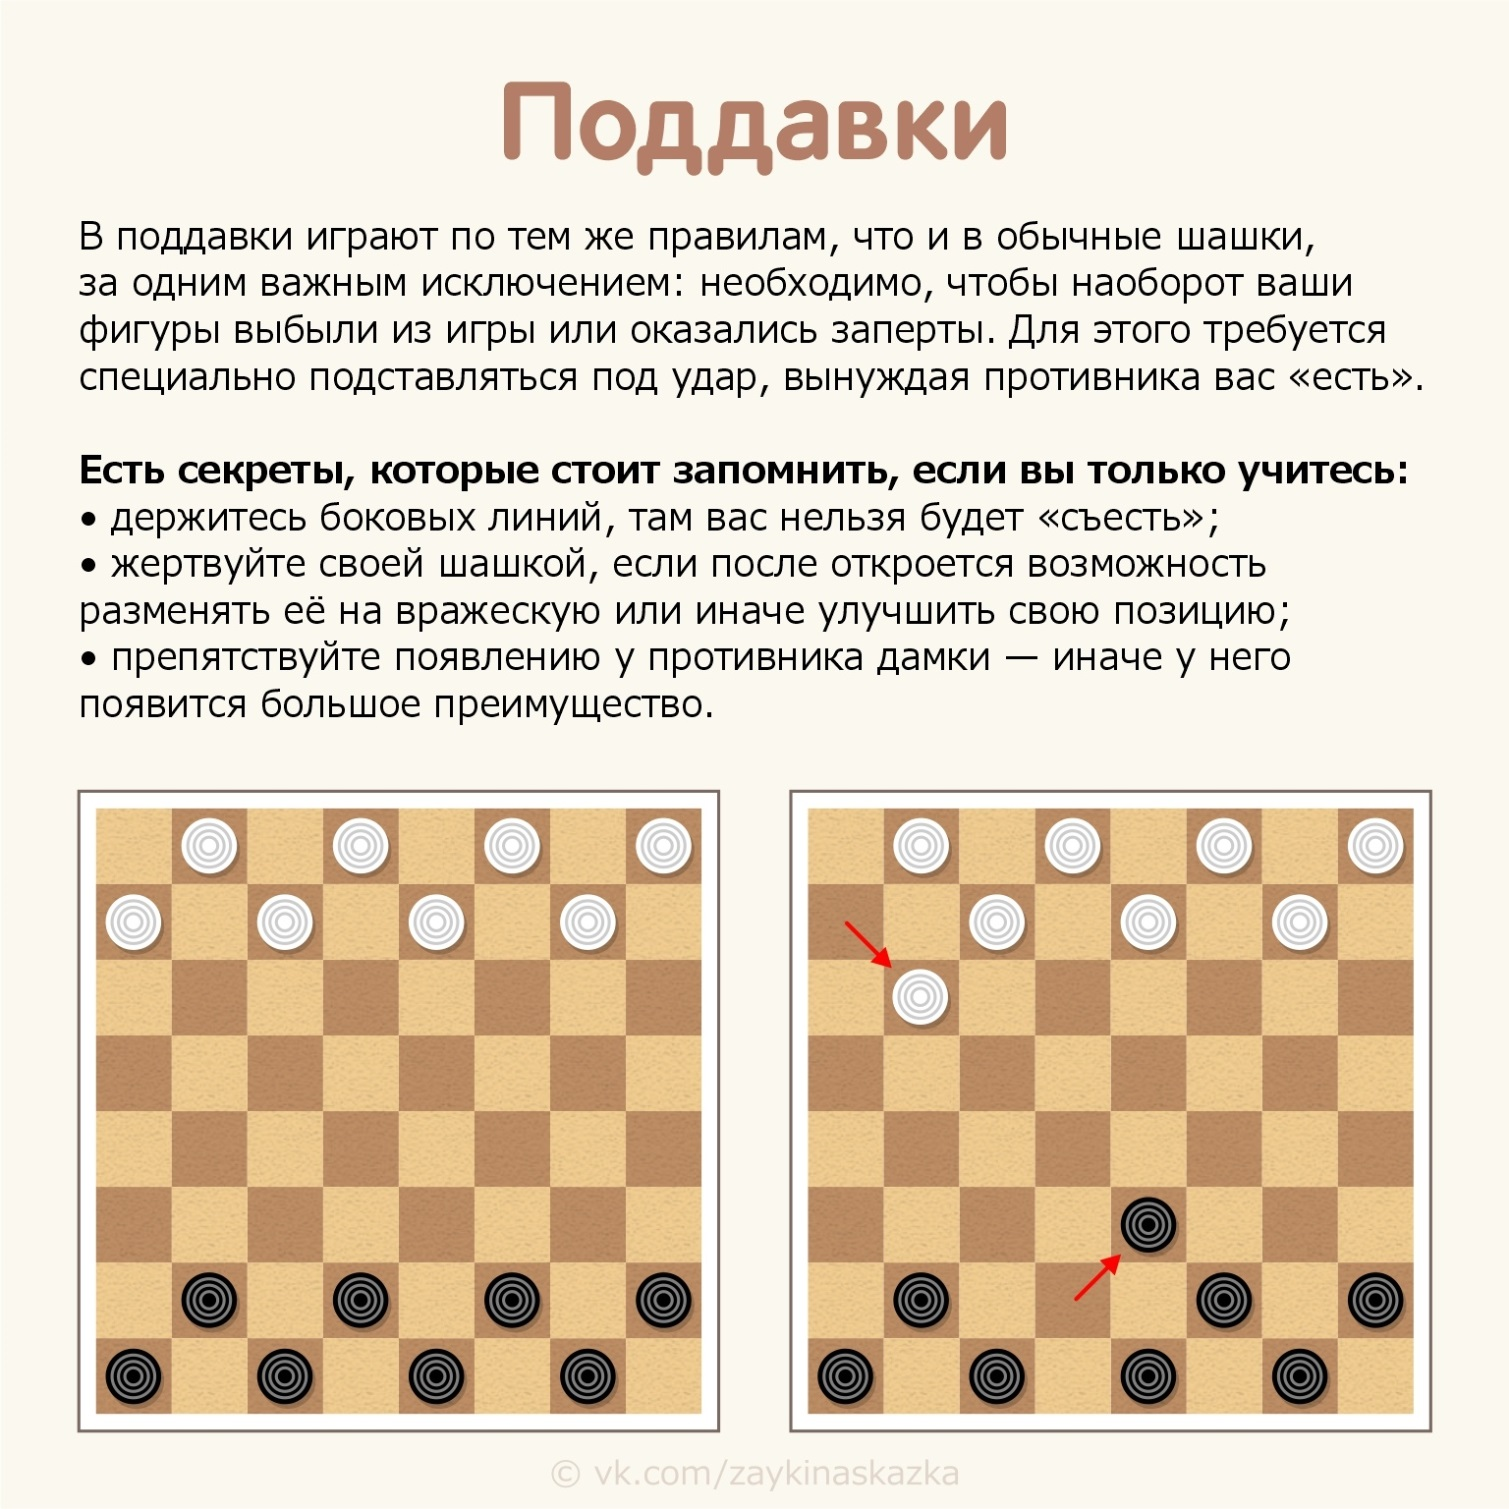 Поддавки
В поддавки играют по тем же правилам, что и в обычные шашки,
за одним важным исключением: необходимо, чтобы наоборот ваши
фигуры выбыли из игры или оказались заперты. Для этого требуется
специально подставляться под удар, вынуждая противника вас «есть».
Есть секреты, которые стоит запомнить, если вы только учитесь:
• держитесь боковых линий, там вас нельзя будет «съесть»;
• жертвуйте своей шашкой, если после откроется возможность
разменять её на вражескую или иначе улучшить свою позицию;
• препятствуйте появлению у противника дамки — иначе у него
появится большое преимущество.
© vk.com/zaykinaskazka